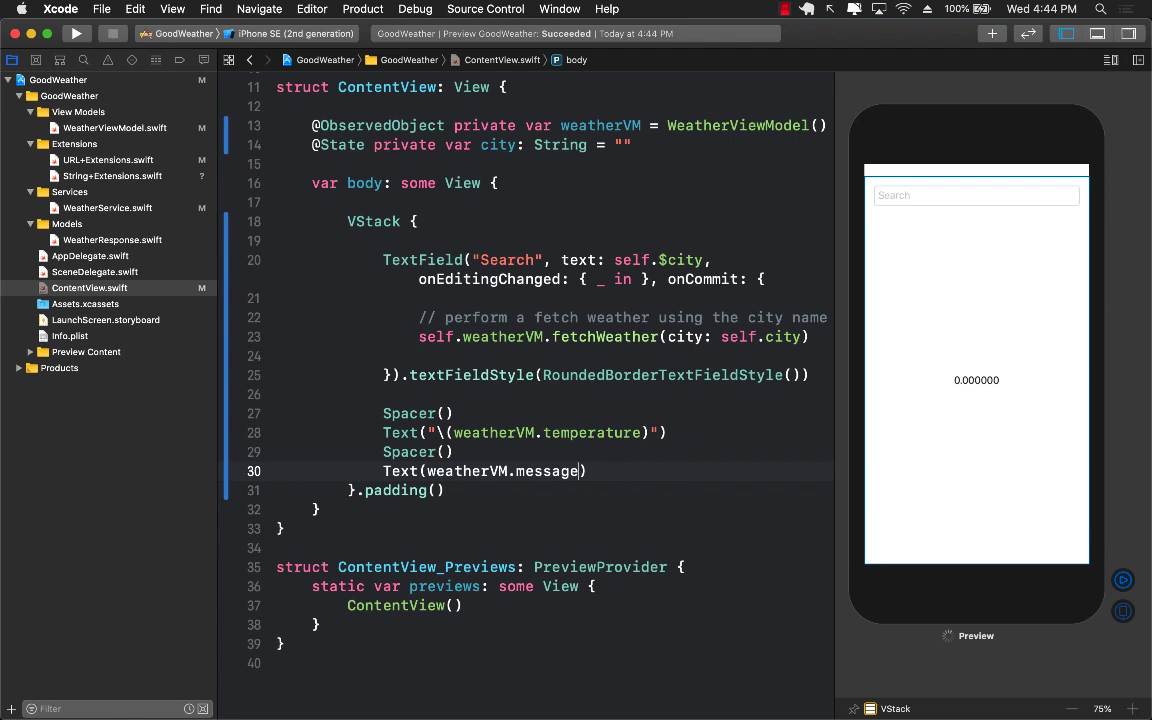 Xcode File Edit View Find Navigate Editor Product Debug Source Control Window Help 100% Wed 4:44 PM
GoodWeather iPhone SE (2nd generation) GoodWeather | Preview GoodWeather: Succeeded | Today at 4:44 PM
GoodWeather GoodWeather ContentView.swift P body
GoodWeather M
GoodWeather
View Models
WeatherViewModel.swift M
Extensions
URL+Extensions.swift M
String+Extensions.swift ?
Services
WeatherService.swift M
Models
WeatherResponse.swift
AppDelegate.swift
SceneDelegate.swift
ContentView.swift M
Assets.xcassets
LaunchScreen.storyboard
Info.plist
Preview Content
Products
Filter
11 struct ContentView: View {
12
13 @ObservedObject private var weatherVM = WeatherViewModel()
14 @State private var city: String = ""
15
16 var body: some View {
17
18 VStack {
19
20 TextField("Search", text: self.$city,
onEditingChanged: { _ in }, onCommit: {
21
22 // perform a fetch weather using the city name
23 self.weatherVM.fetchWeather(city: self.city)
24
25 }).textFieldStyle(RoundedBorderTextFieldStyle())
26
27 Spacer()
28 Text("\(weatherVM.temperature)")
29 Spacer()
30 Text(weatherVM.message)
31 }.padding()
32 }
33 }
34
35 struct ContentView_Previews: PreviewProvider {
36 static var previews: some View {
37 ContentView()
38 }
39 }
40
Search
0.000000
Preview
VStack 75%